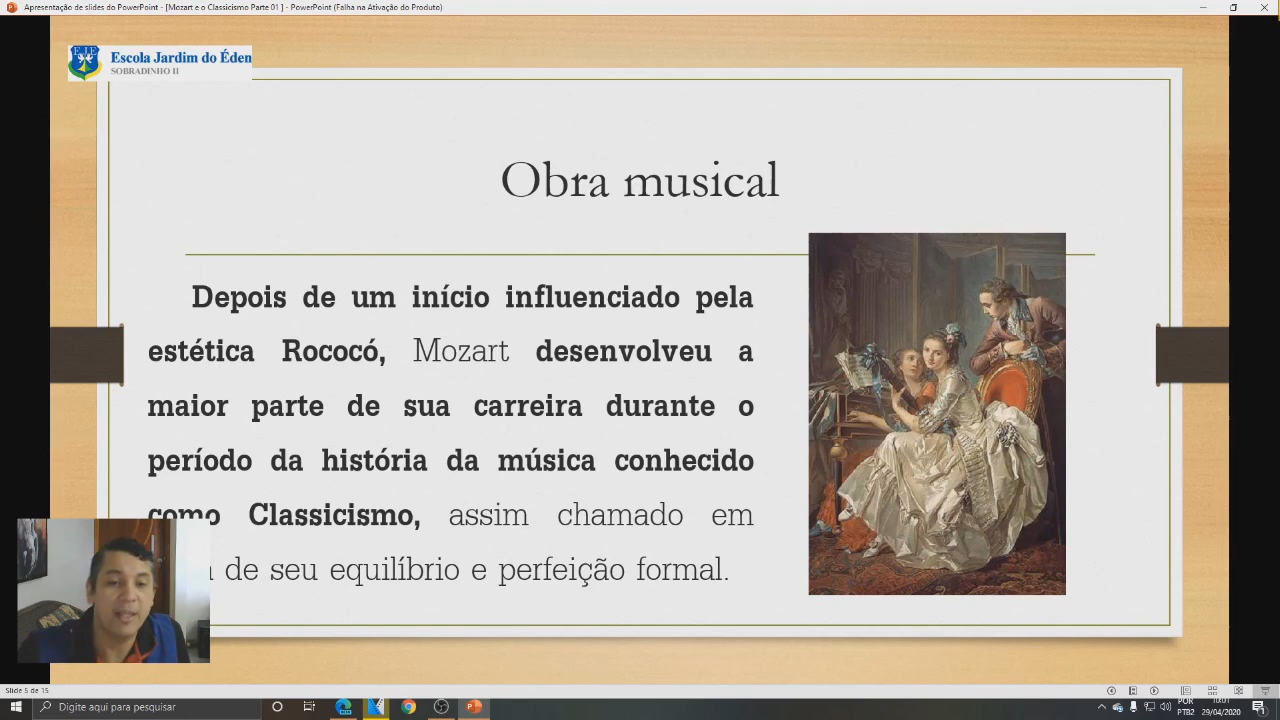 Apresentação de slides do PowerPoint - [Mozart e o Classicismo Parte 01 ] - PowerPoint (Falha na Ativação do Produto)
E J E
Escola Jardim do Éden
SOBRADINHO II
Obra musical
Depois de um início influenciado pela
estética Rococó, Mozart desenvolveu a
maior parte de sua carreira durante o
período da história da música conhecido
como Classicismo, assim chamado em
de seu equilíbrio e perfeição formal.
Slide 5 de 15
Digite aqui para pesquisar
POR 10:01
PTB2 29/04/2020